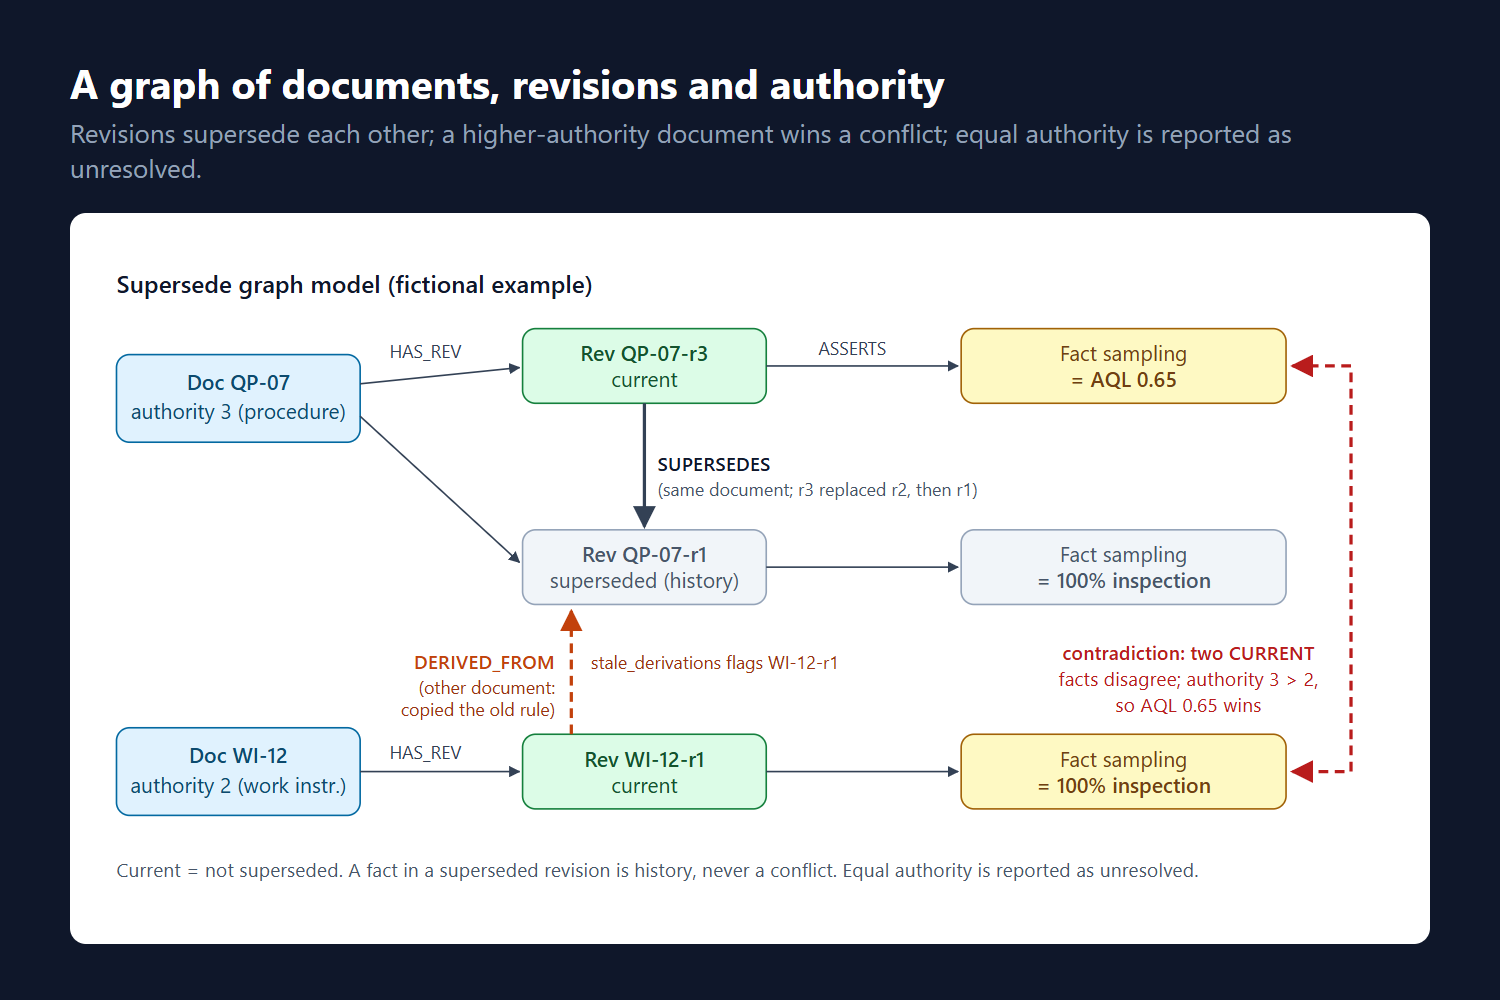 A graph of documents, revisions and authority
Revisions supersede each other; a higher-authority document wins a conflict; equal authority is reported as
unresolved.
Supersede graph model (fictional example)
Doc QP-07
authority 3 (procedure)
HAS_REV
Rev QP-07-r3
current
ASSERTS
Fact sampling
= AQL 0.65
SUPERSEDES
(same document; r3 replaced r2, then r1)
Rev QP-07-r1
superseded (history)
Fact sampling
= 100% inspection
DERIVED_FROM
(other document:
copied the old rule)
stale_derivations flags WI-12-r1
contradiction: two CURRENT
facts disagree; authority 3 > 2,
so AQL 0.65 wins
Doc WI-12
authority 2 (work instr.)
HAS_REV
Rev WI-12-r1
current
Fact sampling
= 100% inspection
Current = not superseded. A fact in a superseded revision is history, never a conflict. Equal authority is reported as unresolved.